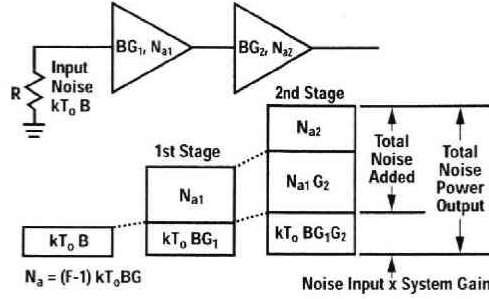 BG₁, Nₐ₁
BG₂, Nₐ₂
Input
Noise
kTₒ B
R
2nd Stage
1st Stage
Nₐ₂
Nₐ₁
Nₐ₁ G₂
kTₒ B
kTₒ BG₁
kTₒ BG₁G₂
Total
Noise
Added
Total
Noise
Power
Output
Nₐ = (F-1) kTₒBG
Noise Input x System Gain